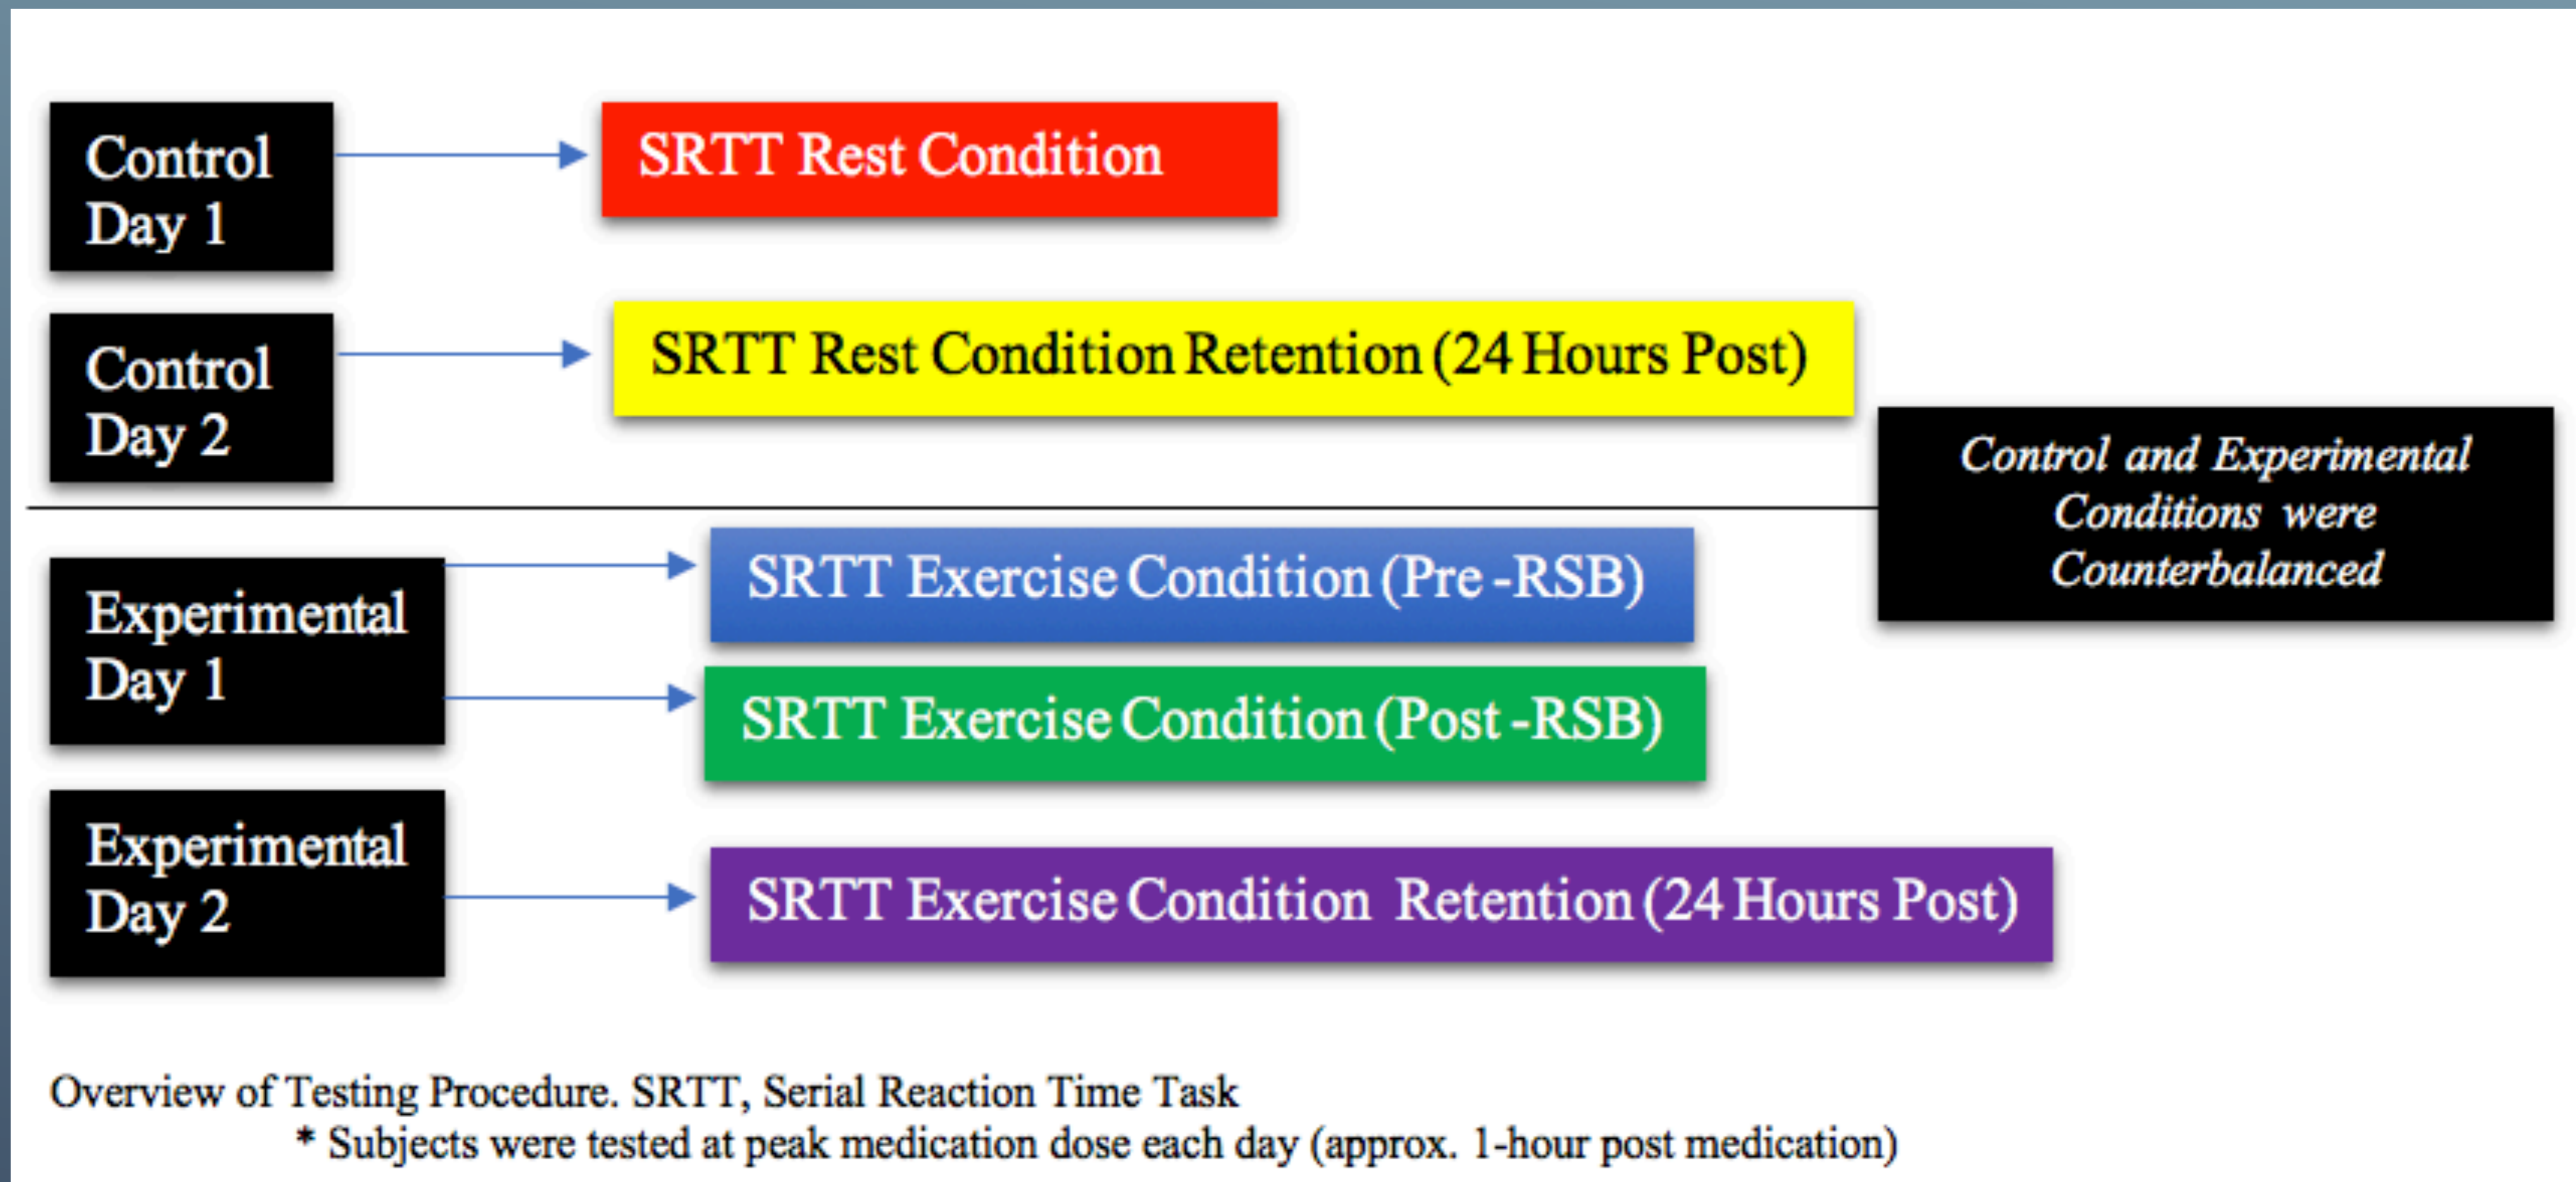 Control
Day 1
SRTT Rest Condition
Control
Day 2
SRTT Rest Condition Retention (24 Hours Post)
Control and Experimental
Conditions were
Counterbalanced
Experimental
Day 1
SRTT Exercise Condition (Pre -RSB)
SRTT Exercise Condition (Post -RSB)
Experimental
Day 2
SRTT Exercise Condition Retention (24 Hours Post)
Overview of Testing Procedure. SRTT, Serial Reaction Time Task
* Subjects were tested at peak medication dose each day (approx. 1-hour post medication)